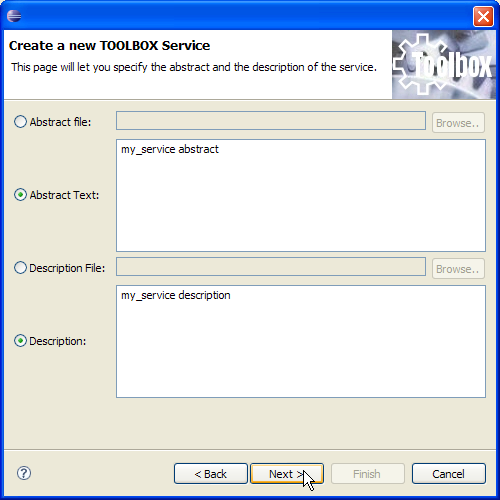 Create a new TOOLBOX Service
This page will let you specify the abstract and the description of the service.
Toolbox
Abstract file:
Browse..
my_service abstract
Abstract Text:
Description File:
Browse..
my_service description
Description:
?
< Back
Next >
Finish
Cancel